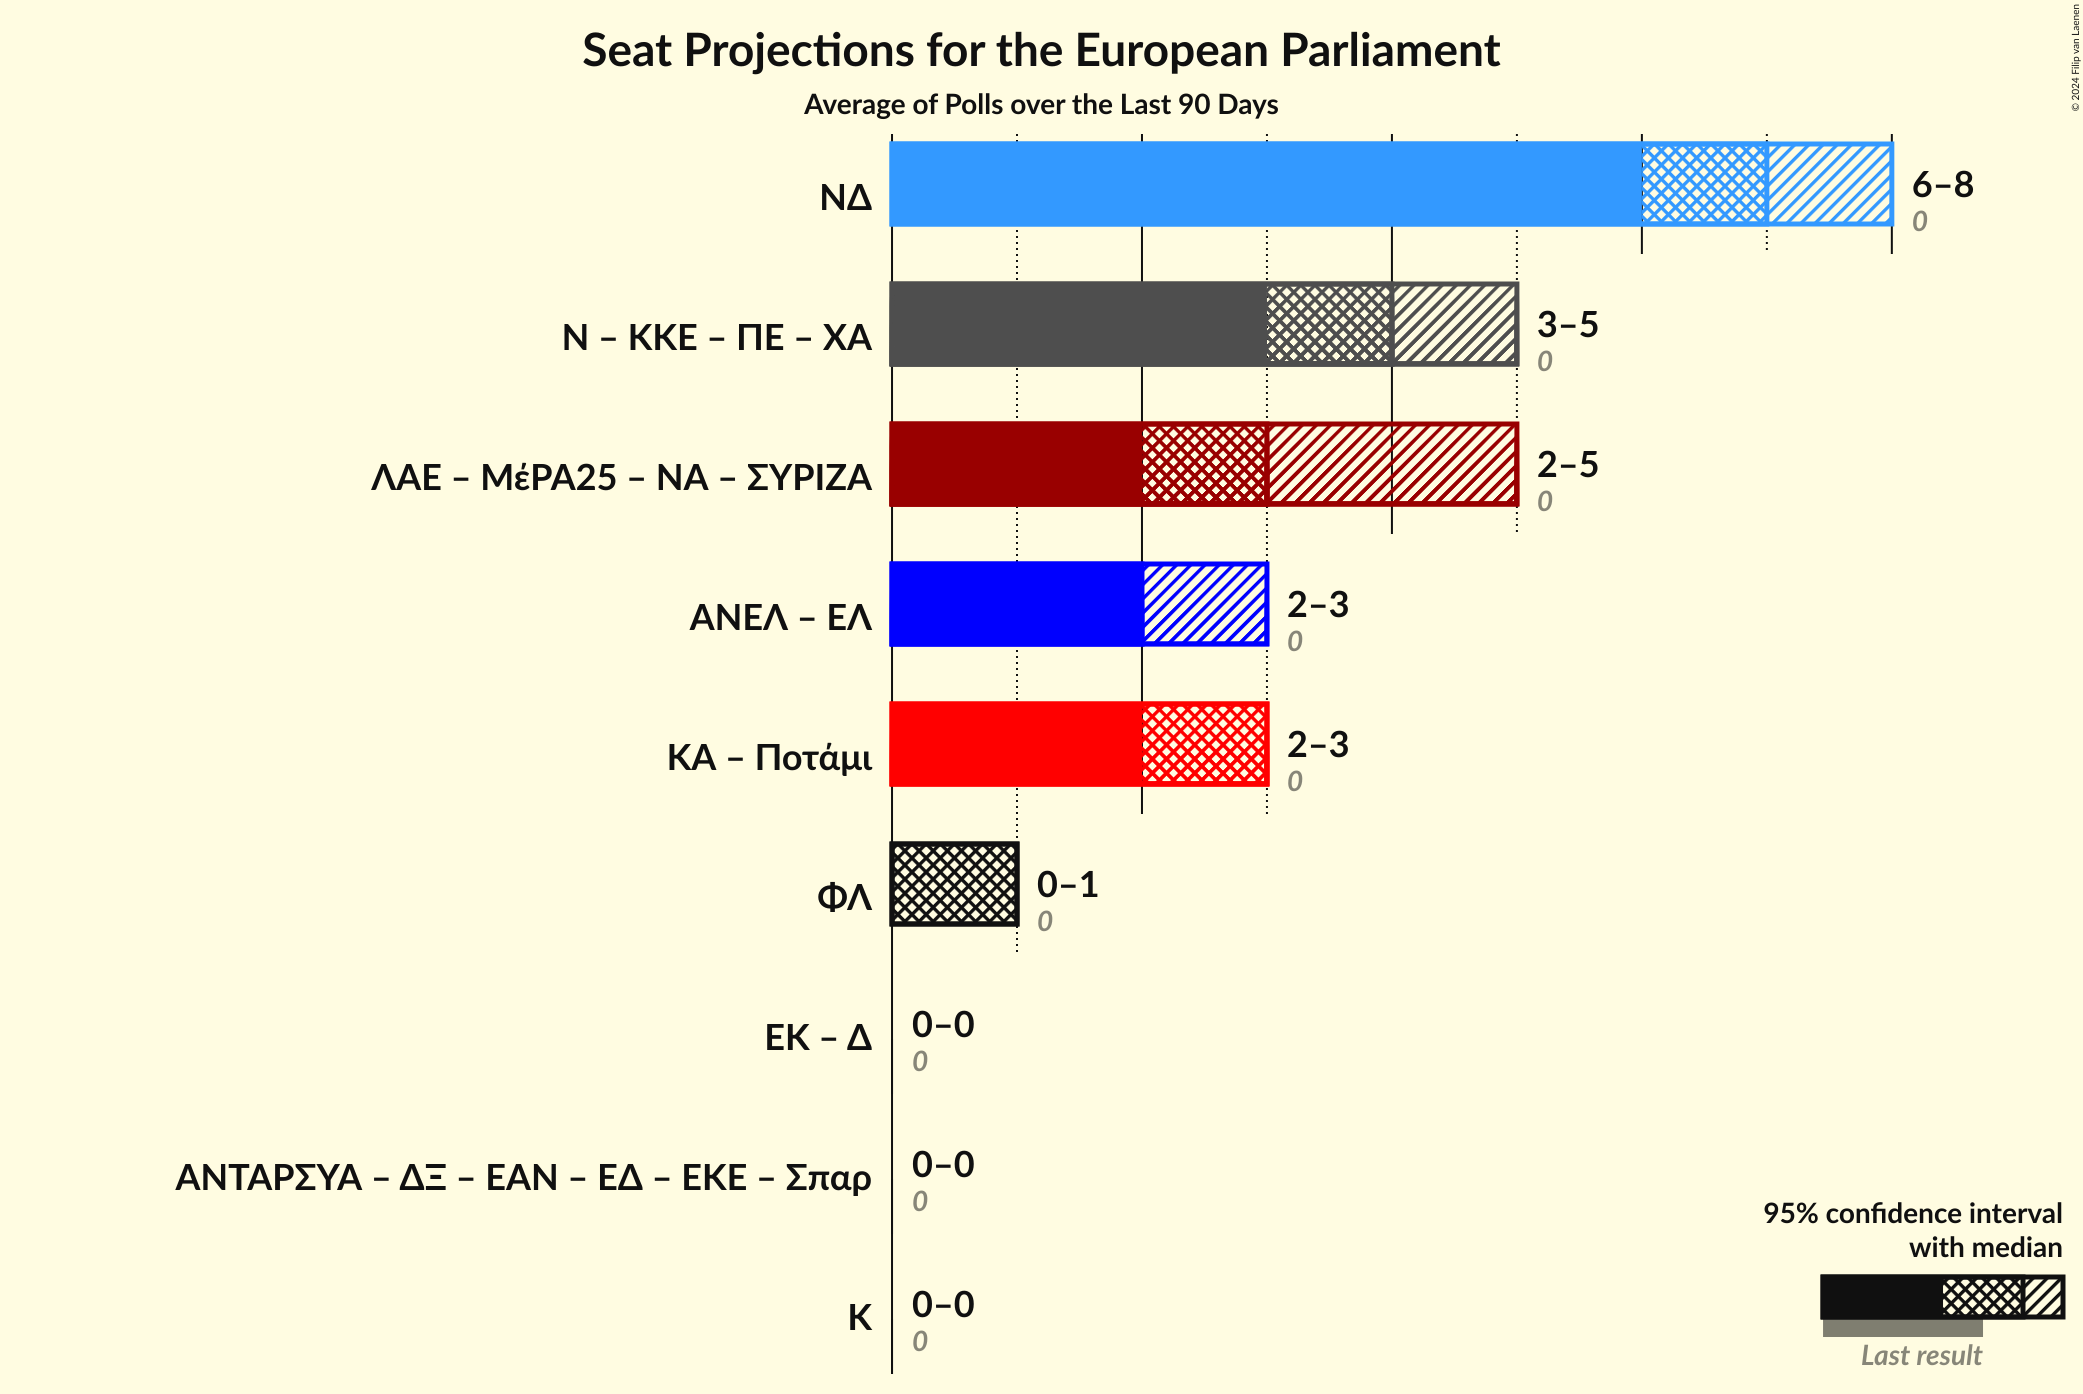 Seat Projections for the European Parliament
Average of Polls over the Last 90 Days
© 2024 Filip van Laenen
ΝΔ
6–8
0
Ν – ΚΚΕ – ΠΕ – ΧΑ
3–5
0
ΛΑΕ – ΜέΡΑ25 – ΝΑ – ΣΥΡΙΖΑ
2–5
0
ΑΝΕΛ – ΕΛ
2–3
0
ΚΑ – Ποτάμι
2–3
0
ΦΛ
0–1
0
ΕΚ – Δ
0–0
0
ΑΝΤΑΡΣΥΑ – ΔΞ – ΕΑΝ – ΕΔ – ΕΚΕ – Σπαρ
0–0
0
Κ
0–0
0
95% confidence interval
with median
Last result